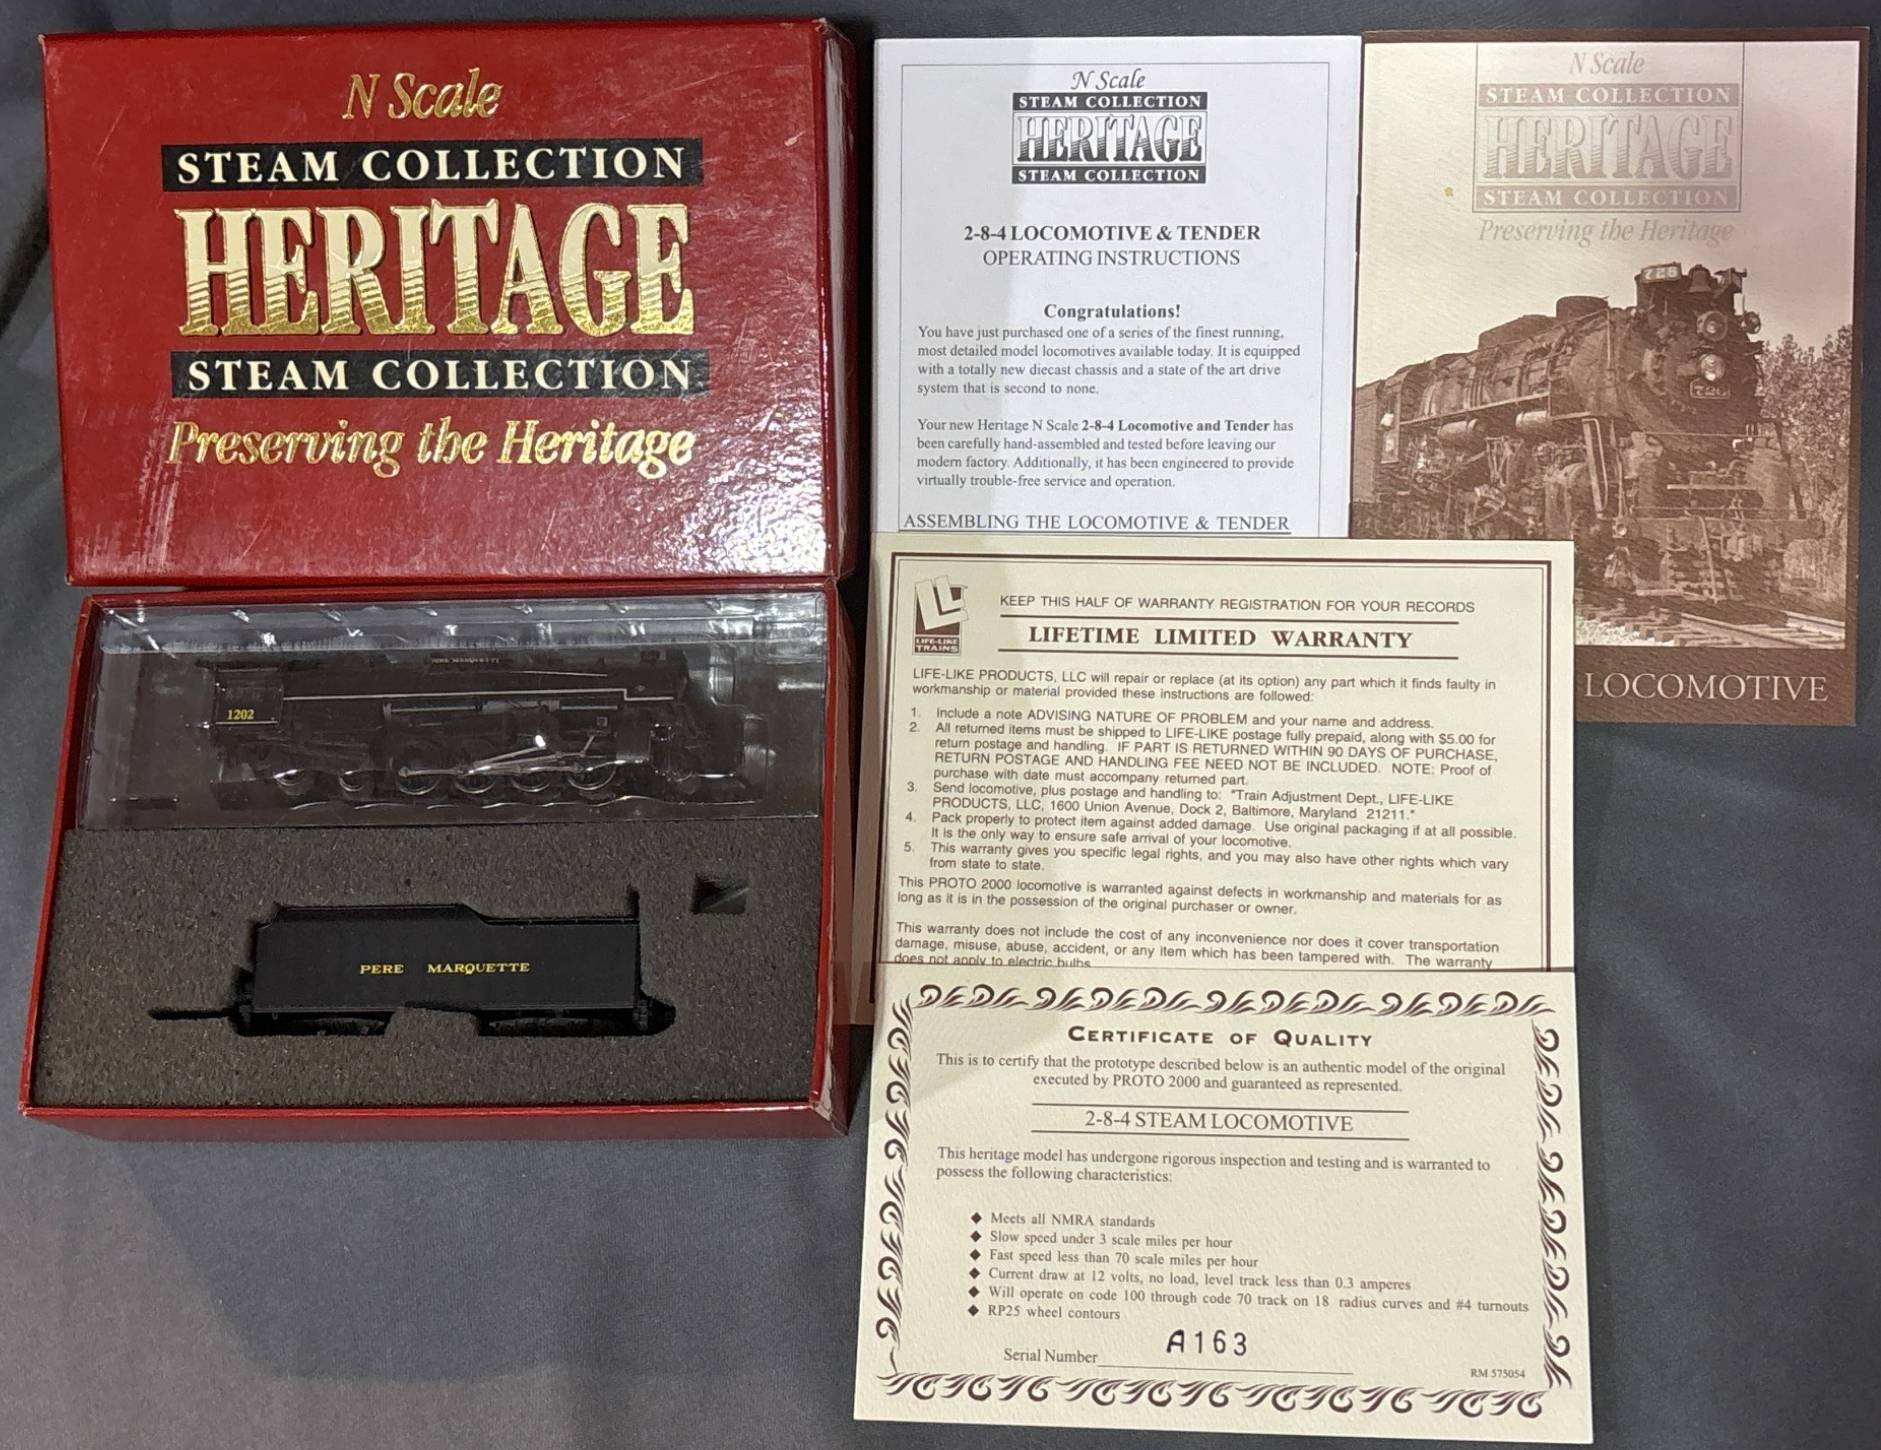 N Scale
STEAM COLLECTION
HERITAGE
STEAM COLLECTION
Preserving the Heritage
N Scale
STEAM COLLECTION
HERITAGE
STEAM COLLECTION
2-8-4 LOCOMOTIVE & TENDER
OPERATING INSTRUCTIONS
Congratulations!
You have just purchased one of a series of the finest running,
most detailed model locomotives available today. It is equipped
with a totally new diecast chassis and a state of the art drive
system that is second to none.
Your new Heritage N Scale 2-8-4 Locomotive and Tender has
been carefully hand-assembled and tested before leaving our
modern factory. Additionally, it has been engineered to provide
virtually trouble-free service and operation.
ASSEMBLING THE LOCOMOTIVE & TENDER
N Scale
STEAM COLLECTION
HERITAGE
STEAM COLLECTION
Preserving the Heritage
726
726
LOCOMOTIVE
PERE MARQUETTE
1202
PERE MARQUETTE
LIFE-LIKE
TRAINS
KEEP THIS HALF OF WARRANTY REGISTRATION FOR YOUR RECORDS
LIFETIME LIMITED WARRANTY
LIFE-LIKE PRODUCTS, LLC will repair or replace (at its option) any part which it finds faulty in
workmanship or material provided these instructions are followed:
1. Include a note ADVISING NATURE OF PROBLEM and your name and address.
2. All returned items must be shipped to LIFE-LIKE postage fully prepaid, along with $5.00 for
return postage and handling. IF PART IS RETURNED WITHIN 90 DAYS OF PURCHASE,
RETURN POSTAGE AND HANDLING FEE NEED NOT BE INCLUDED. NOTE: Proof of
purchase with date must accompany returned part.
3. Send locomotive, plus postage and handling to: "Train Adjustment Dept., LIFE-LIKE
PRODUCTS, LLC, 1600 Union Avenue, Dock 2, Baltimore, Maryland 21211."
4. Pack properly to protect item against added damage. Use original packaging if at all possible.
It is the only way to ensure safe arrival of your locomotive.
5. This warranty gives you specific legal rights, and you may also have other rights which vary
from state to state.
This PROTO 2000 locomotive is warranted against defects in workmanship and materials for as
long as it is in the possession of the original purchaser or owner.
This warranty does not include the cost of any inconvenience nor does it cover transportation
damage, misuse, abuse, accident, or any item which has been tampered with. The warranty
does not apply to electric bulbs
CERTIFICATE OF QUALITY
This is to certify that the prototype described below is an authentic model of the original
executed by PROTO 2000 and guaranteed as represented.
2-8-4 STEAM LOCOMOTIVE
This heritage model has undergone rigorous inspection and testing and is warranted to
possess the following characteristics:
◆ Meets all NMRA standards
◆ Slow speed under 3 scale miles per hour
◆ Fast speed less than 70 scale miles per hour
◆ Current draw at 12 volts, no load, level track less than 0.3 amperes
◆ Will operate on code 100 through code 70 track on 18 radius curves and #4 turnouts
◆ RP25 wheel contours
Serial Number A163
RM 575054